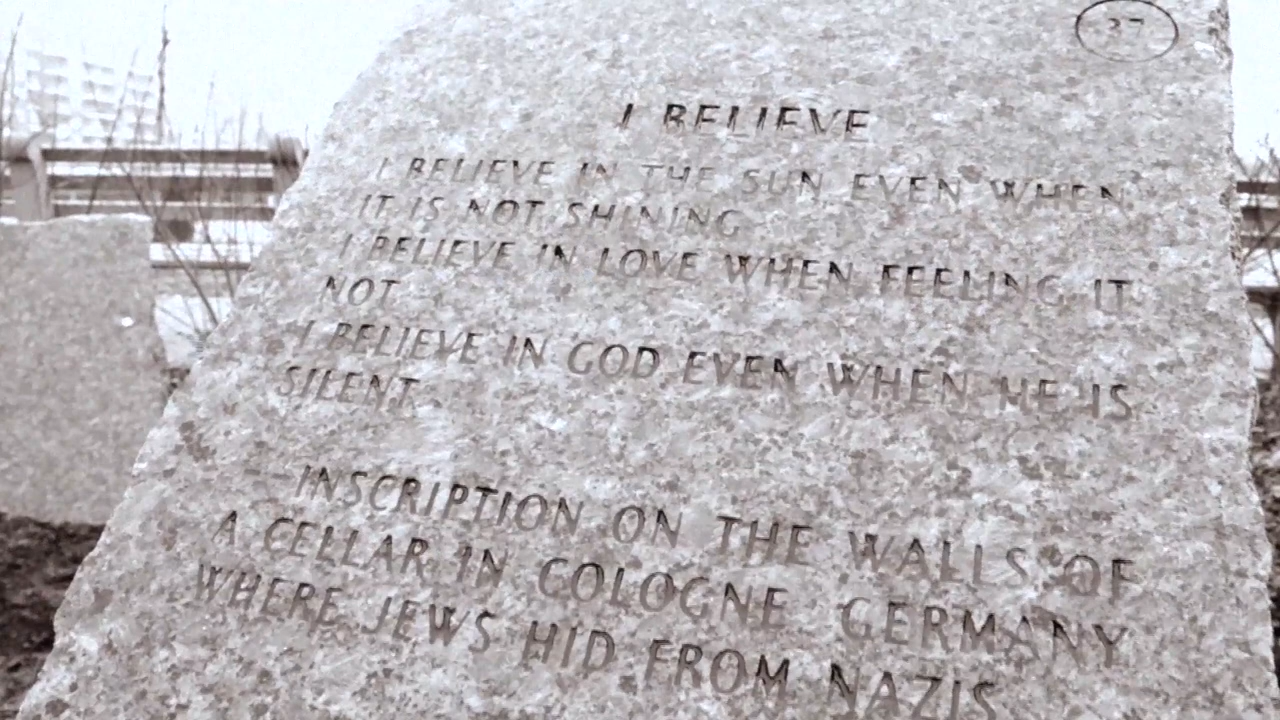 37
I BELIEVE
I BELIEVE IN THE SUN EVEN WHEN
IT IS NOT SHINING
I BELIEVE IN LOVE WHEN FEELING IT
NOT
I BELIEVE IN GOD EVEN WHEN HE IS
SILENT
—INSCRIPTION ON THE WALLS OF
A CELLAR IN COLOGNE GERMANY
WHERE JEWS HID FROM NAZIS